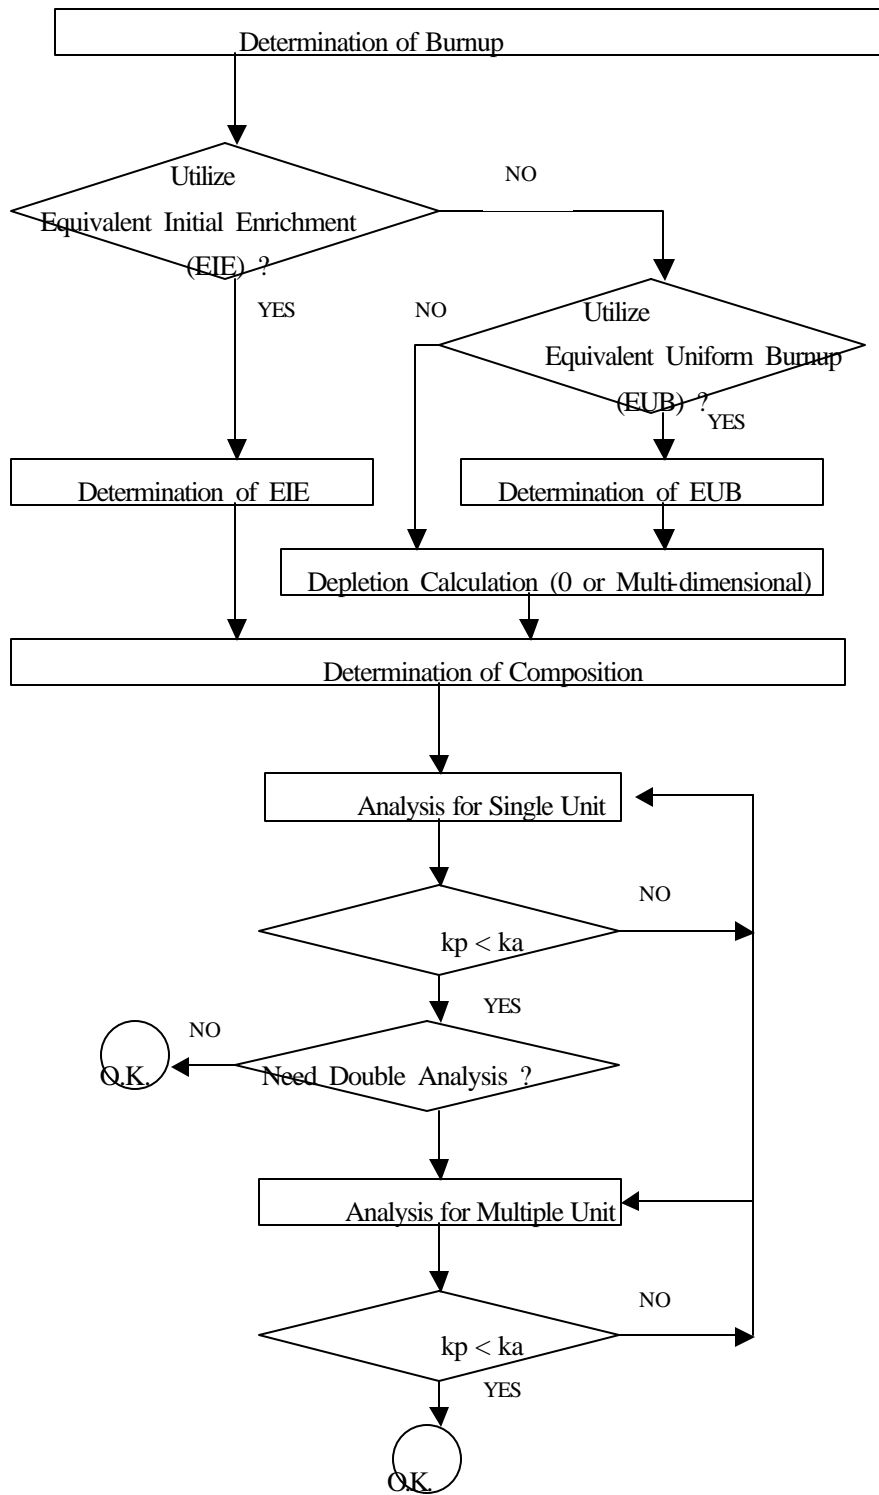 Determination of Burnup
Utilize
Equivalent Initial Enrichment
(EIE) ?
NO
YES
NO
Utilize
Equivalent Uniform Burnup
(EUB) ?
YES
Determination of EIE
Determination of EUB
Depletion Calculation (0 or Multi-dimensional)
Determination of Composition
Analysis for Single Unit
NO
kp < ka
YES
NO
O.K.
Need Double Analysis ?
Analysis for Multiple Unit
NO
kp < ka
YES
O.K.